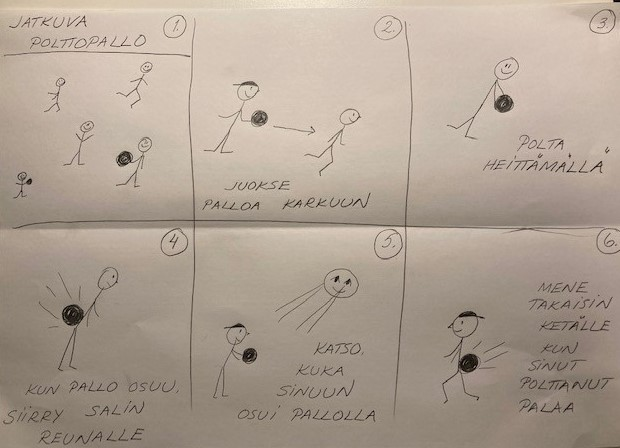 JATKUVA
POLTTOPALLO
1.
2.
JUOKSE
PALLOA KARKUUN
3.
"POLTA
HEITTÄMÄLLÄ"
4
KUN PALLO OSUU,
SIIRRY SALIN
REUNALLE
5.
KATSO,
KUKA
SINUUN
OSUI PALLOLLA
6.
MENE
TAKAISIN
KETÄLLE
KUN
SINUT
POLTTANUT
PALAA